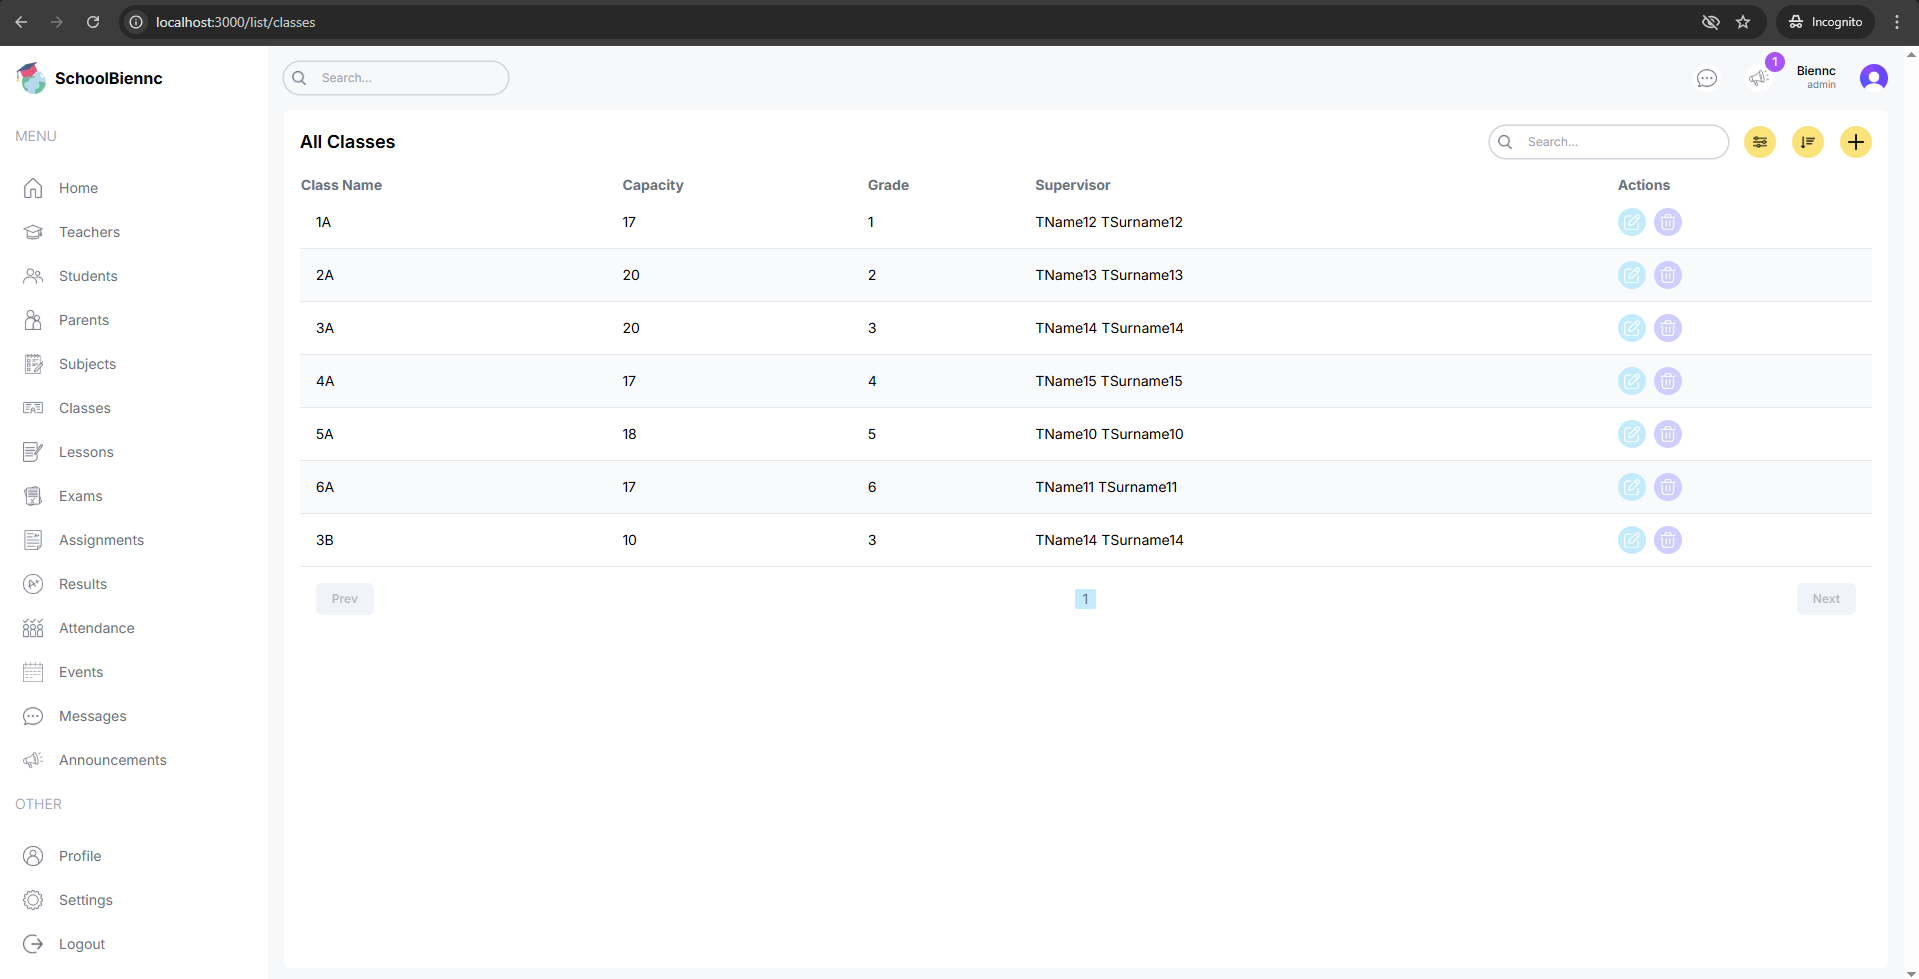 localhost:3000/list/classes
Incognito
SchoolBiennc
Search...
1
Biennc
admin
MENU
Home
Teachers
Students
Parents
Subjects
Classes
Lessons
Exams
Assignments
Results
Attendance
Events
Messages
Announcements
OTHER
Profile
Settings
Logout
All Classes
Search...
Class Name Capacity Grade Supervisor Actions
1A 17 1 TName12 TSurname12
2A 20 2 TName13 TSurname13
3A 20 3 TName14 TSurname14
4A 17 4 TName15 TSurname15
5A 18 5 TName10 TSurname10
6A 17 6 TName11 TSurname11
3B 10 3 TName14 TSurname14
Prev 1 Next